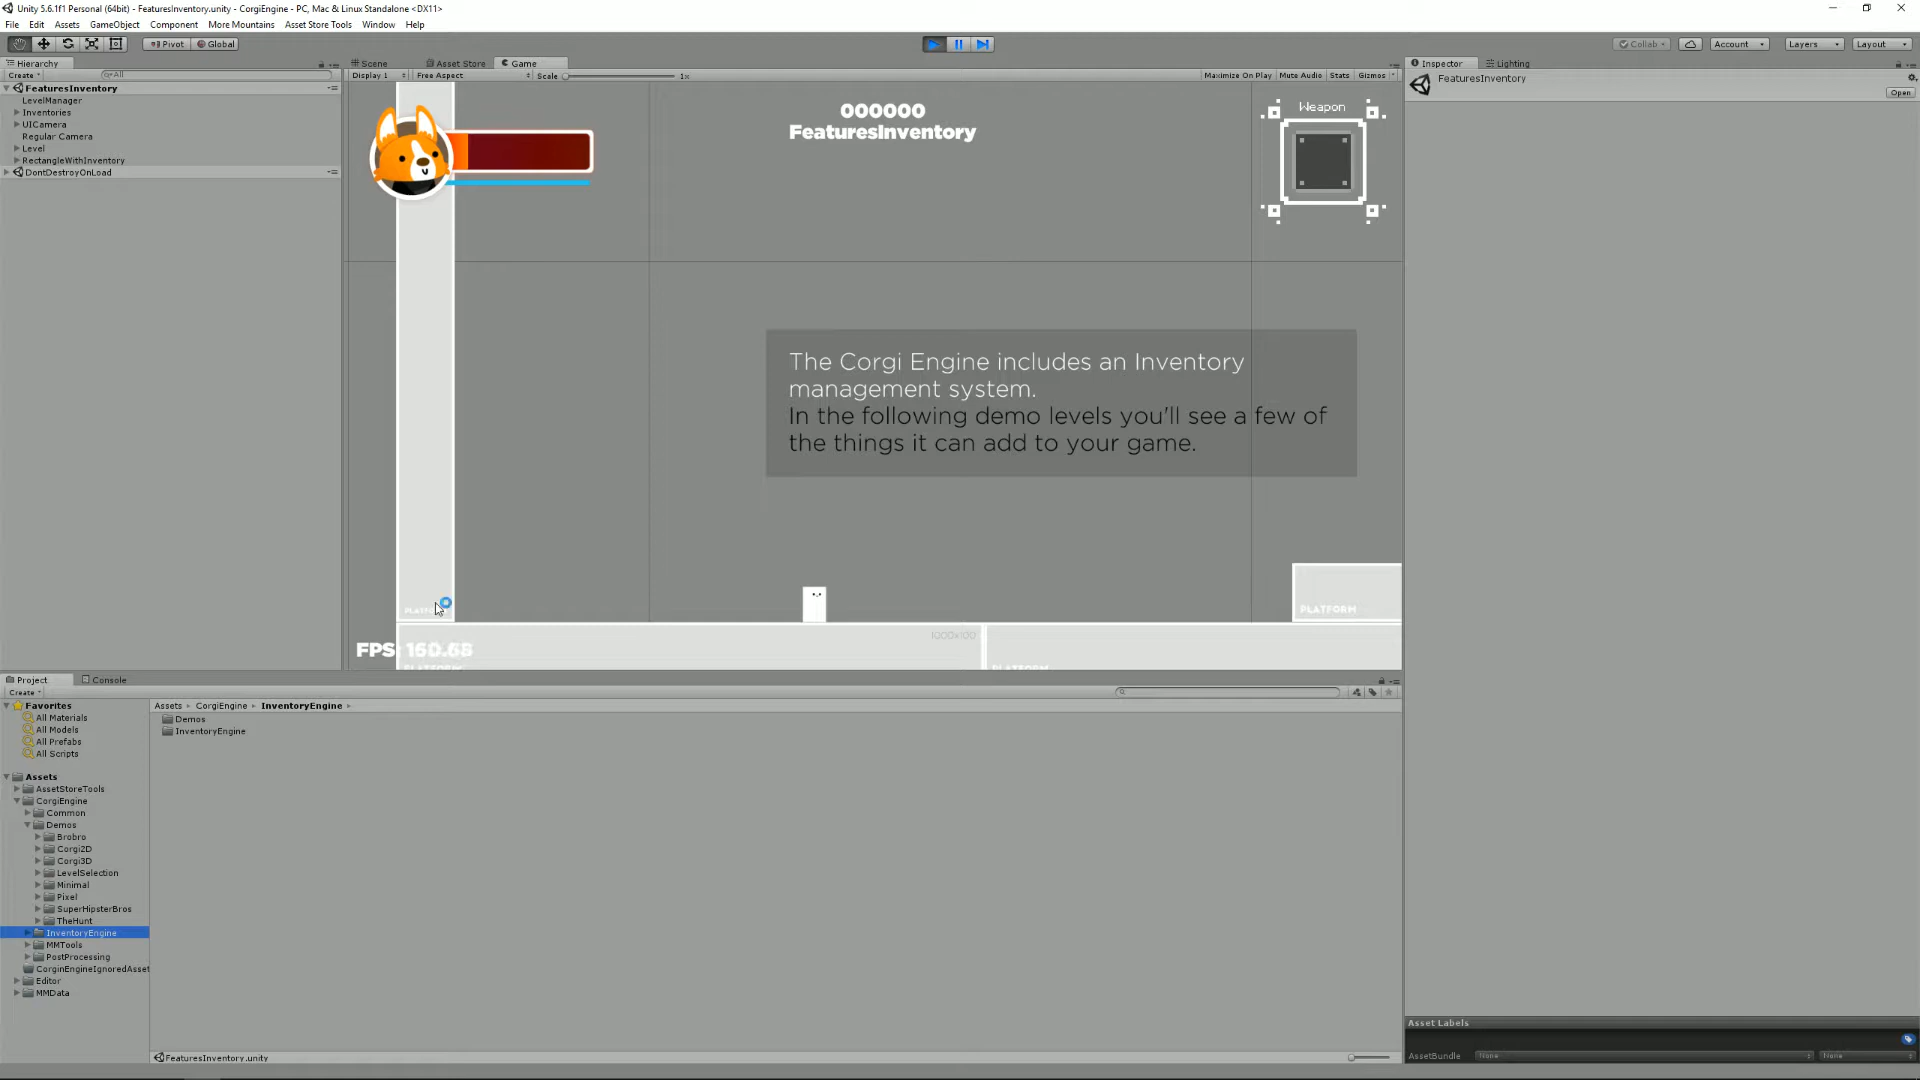 Unity 5.6.1f1 Personal (64bit) - FeaturesInventory.unity - CorgiEngine - PC, Mac & Linux Standalone <DX11>
File Edit Assets GameObject Component More Mountains Asset Store Tools Window Help
Pivot Global Collab Account Layers Layout
Hierarchy
Create All
FeaturesInventory
LevelManager
Inventories
UICamera
Regular Camera
Level
RectangleWithInventory
DontDestroyOnLoad
Scene Asset Store Game
Display 1 Free Aspect Scale 1x Maximize On Play Mute Audio Stats Gizmos
000000
FeaturesInventory
Weapon
The Corgi Engine includes an Inventory
management system.
In the following demo levels you'll see a few of
the things it can add to your game.
PLATFORM
1000x100
FPS:
PLATFORM
PLATFORM
PLATFORM
Inspector Lighting
FeaturesInventory
Open
Project Console
Create
Favorites
All Materials
All Models
All Prefabs
All Scripts
Assets
AssetStoreTools
CorgiEngine
Common
Demos
Brobro
Corgi2D
Corgi3D
LevelSelection
Minimal
Pixel
SuperHipsterBros
TheHunt
InventoryEngine
MMTools
PostProcessing
CorginEngineIgnoredAsset
Editor
MMData
Assets CorgiEngine InventoryEngine
Demos
InventoryEngine
FeaturesInventory.unity
Asset Labels
AssetBundle None None